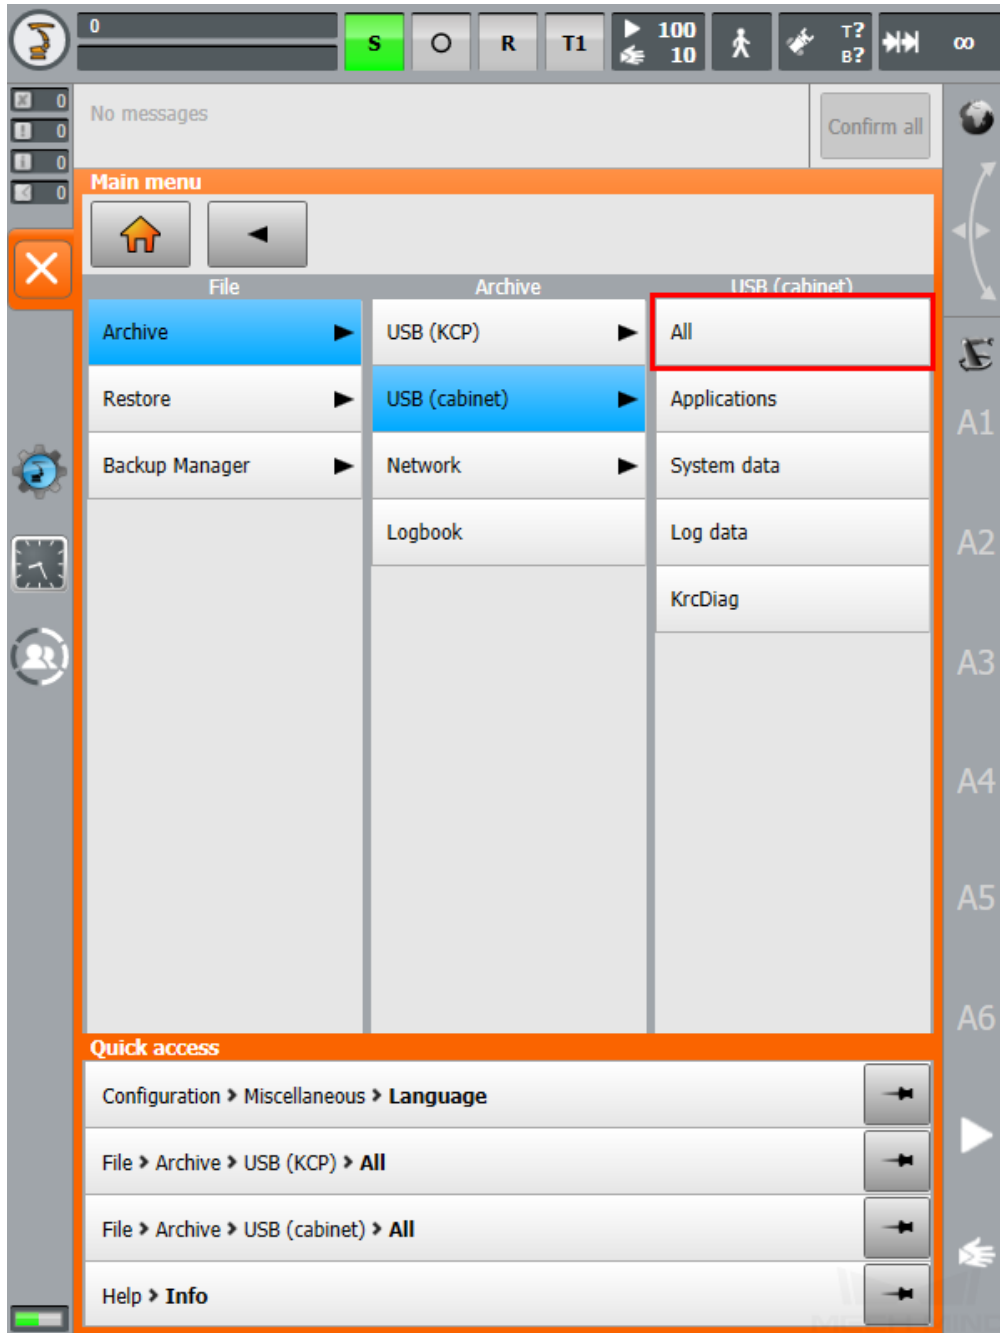 0
S O R T1 100 10 T? B? ∞
0
0
0
0
No messages
Confirm all
Main menu
File Archive USB (cabinet)
Archive USB (KCP) All
Restore USB (cabinet) Applications
Backup Manager Network System data
Logbook Log data
KrcDiag
A1
A2
A3
A4
A5
A6
Quick access
Configuration > Miscellaneous > Language
File > Archive > USB (KCP) > All
File > Archive > USB (cabinet) > All
Help > Info